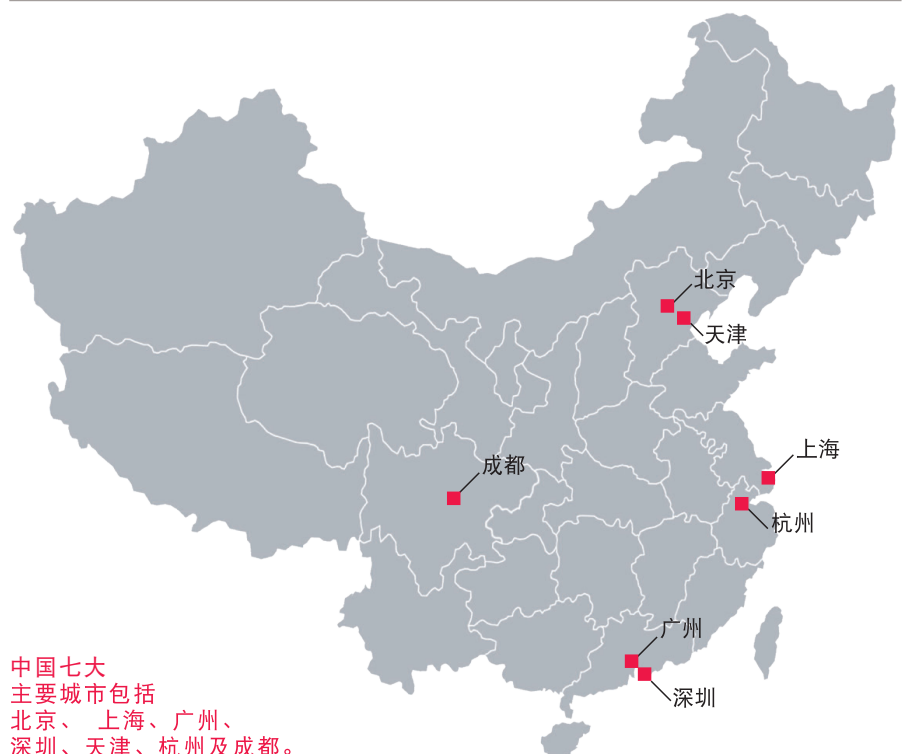 北京
天津
上海
成都
杭州
广州
深圳
中国七大
主要城市包括
北京、 上海、广州、
深圳、天津、杭州及成都。